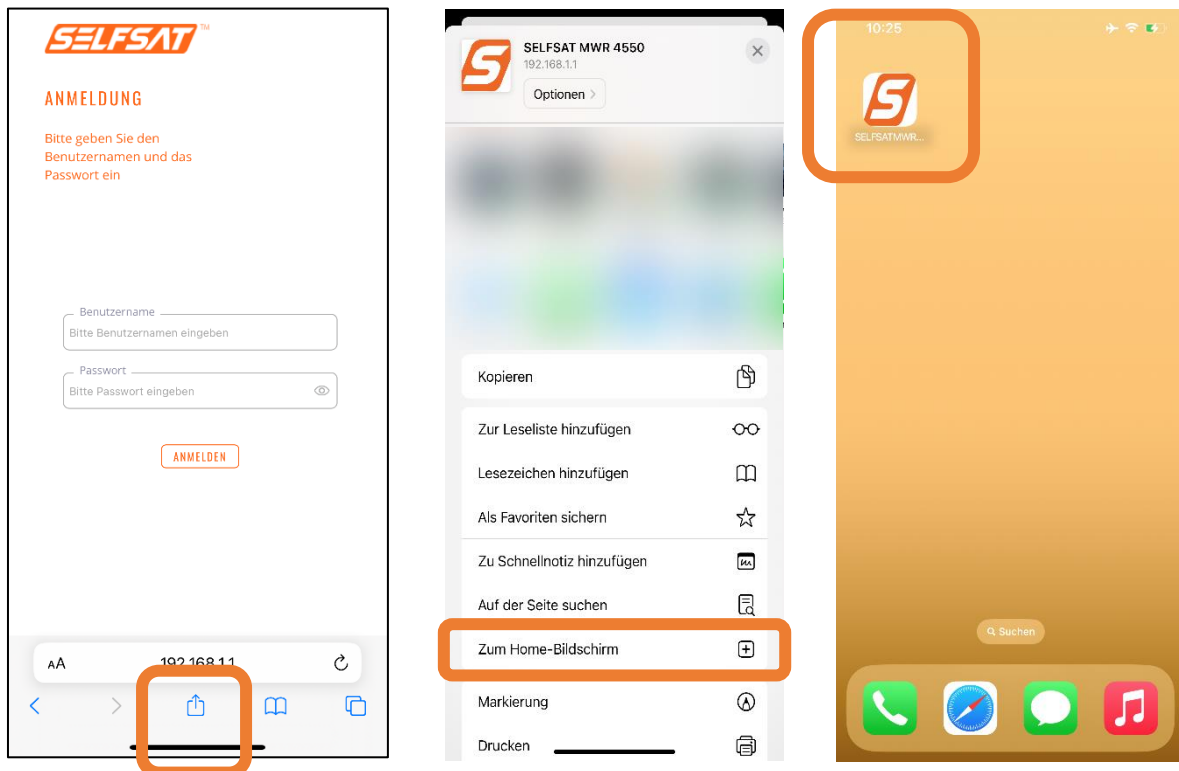 SELFSAT™
ANMELDUNG
Bitte geben Sie den
Benutzernamen und das
Passwort ein
Benutzername
Bitte Benutzernamen eingeben
Passwort
Bitte Passwort eingeben
ANMELDEN
AA 192.168.1.1
S
SELFSAT MWR 4550
192.168.1.1
Optionen >
Kopieren
Zur Leseliste hinzufügen
Lesezeichen hinzufügen
Als Favoriten sichern
Zu Schnellnotiz hinzufügen
Auf der Seite suchen
Zum Home-Bildschirm
Markierung
Drucken
10:25
S
SELFSATMWR...
Suchen